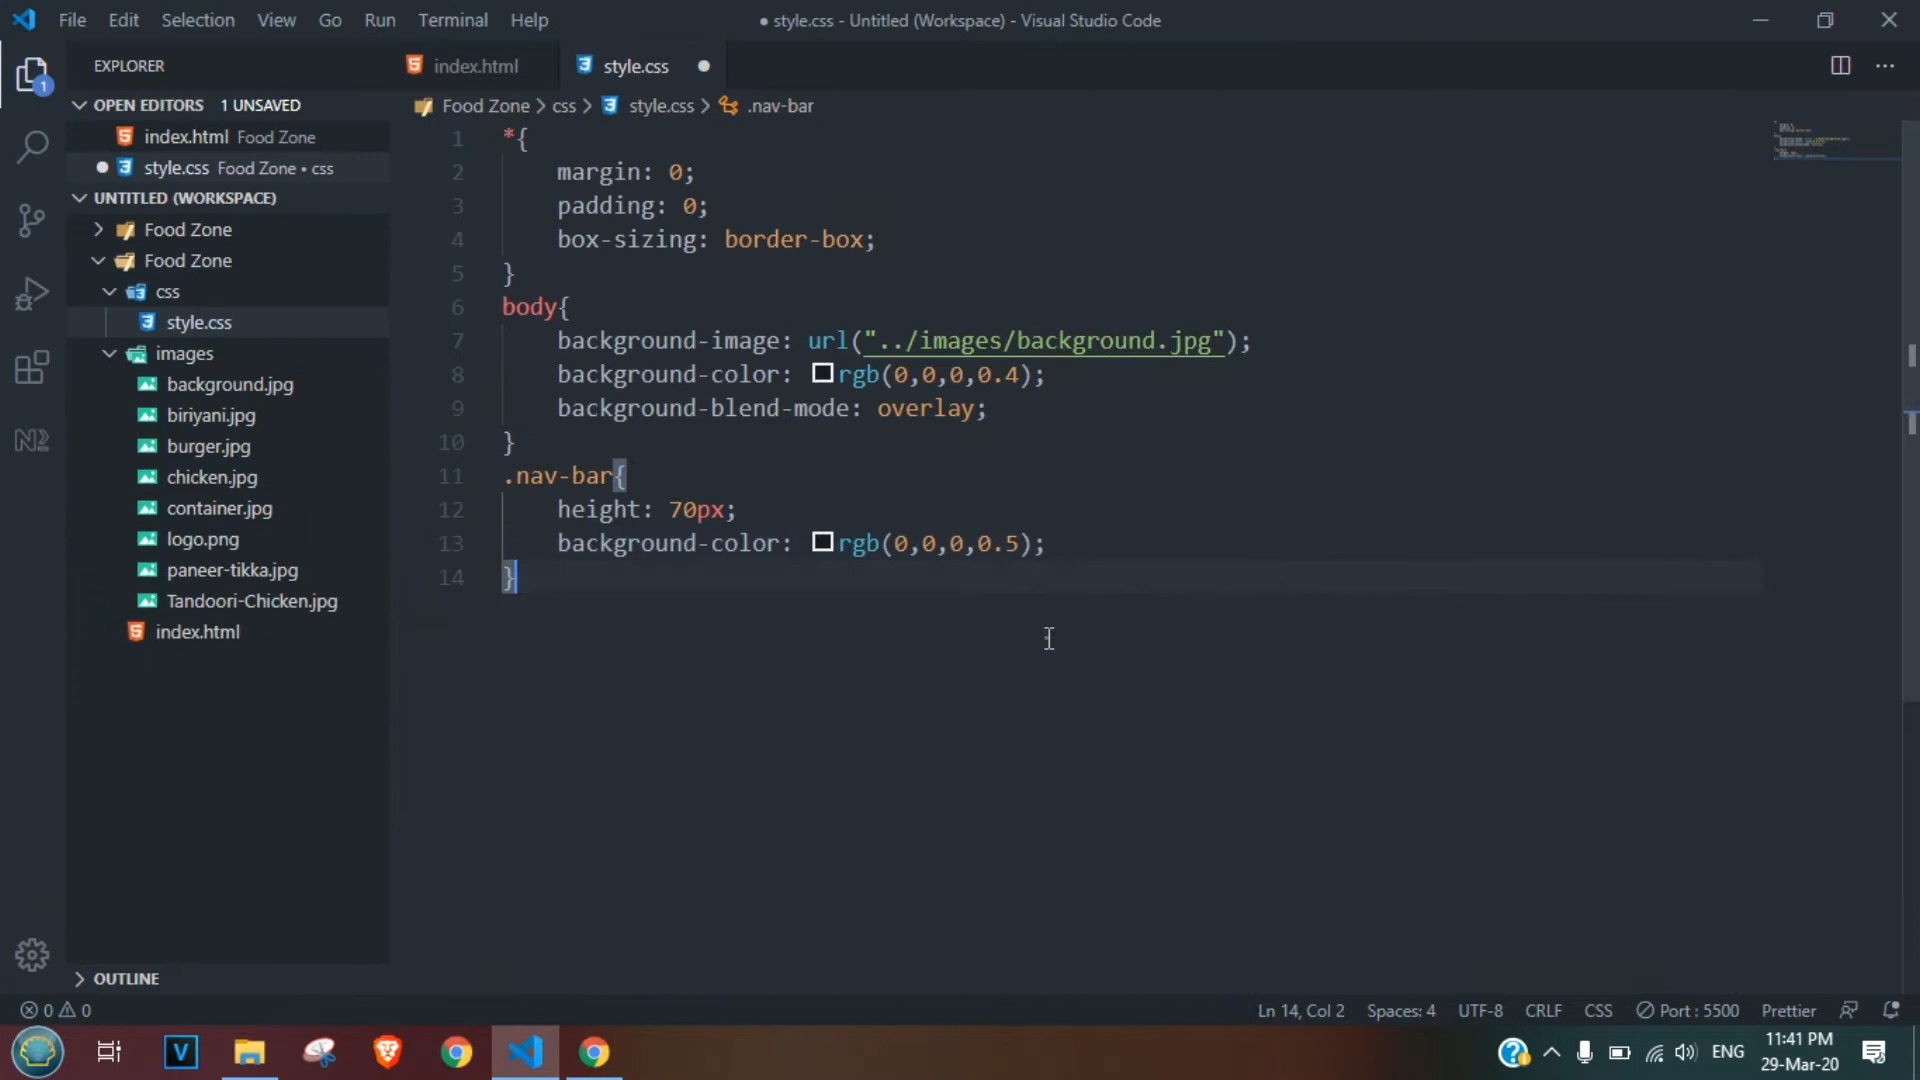 File Edit Selection View Go Run Terminal Help
● style.css - Untitled (Workspace) - Visual Studio Code
EXPLORER
index.html
style.css
OPEN EDITORS 1 UNSAVED
index.html Food Zone
style.css Food Zone • css
UNTITLED (WORKSPACE)
Food Zone
Food Zone
css
style.css
images
background.jpg
biriyani.jpg
burger.jpg
chicken.jpg
container.jpg
logo.png
paneer-tikka.jpg
Tandoori-Chicken.jpg
index.html
OUTLINE
Food Zone > css > style.css > .nav-bar
1 *{
2 margin: 0;
3 padding: 0;
4 box-sizing: border-box;
5 }
6 body{
7 background-image: url("../images/background.jpg");
8 background-color: rgb(0,0,0,0.4);
9 background-blend-mode: overlay;
10 }
11 .nav-bar{
12 height: 70px;
13 background-color: rgb(0,0,0,0.5);
14 }
0 0
Ln 14, Col 2 Spaces: 4 UTF-8 CRLF CSS Port : 5500 Prettier
ENG
11:41 PM
29-Mar-20